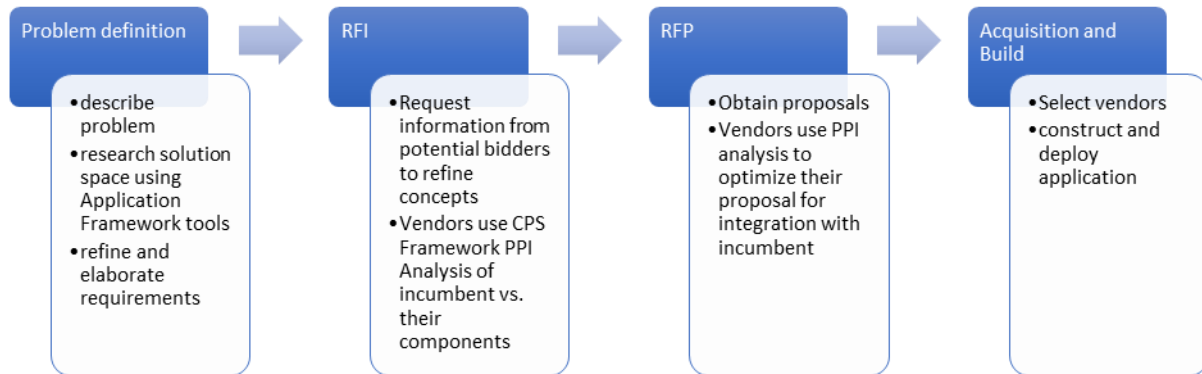 Problem definition
•describe
problem
•research solution
space using
Application
Framework tools
•refine and
elaborate
requirements
RFI
•Request
information from
potential bidders
to refine
concepts
•Vendors use CPS
Framework PPI
Analysis of
incumbent vs.
their
components
RFP
•Obtain proposals
•Vendors use PPI
analysis to
optimize their
proposal for
integration with
incumbent
Acquisition and
Build
•Select vendors
•construct and
deploy
application